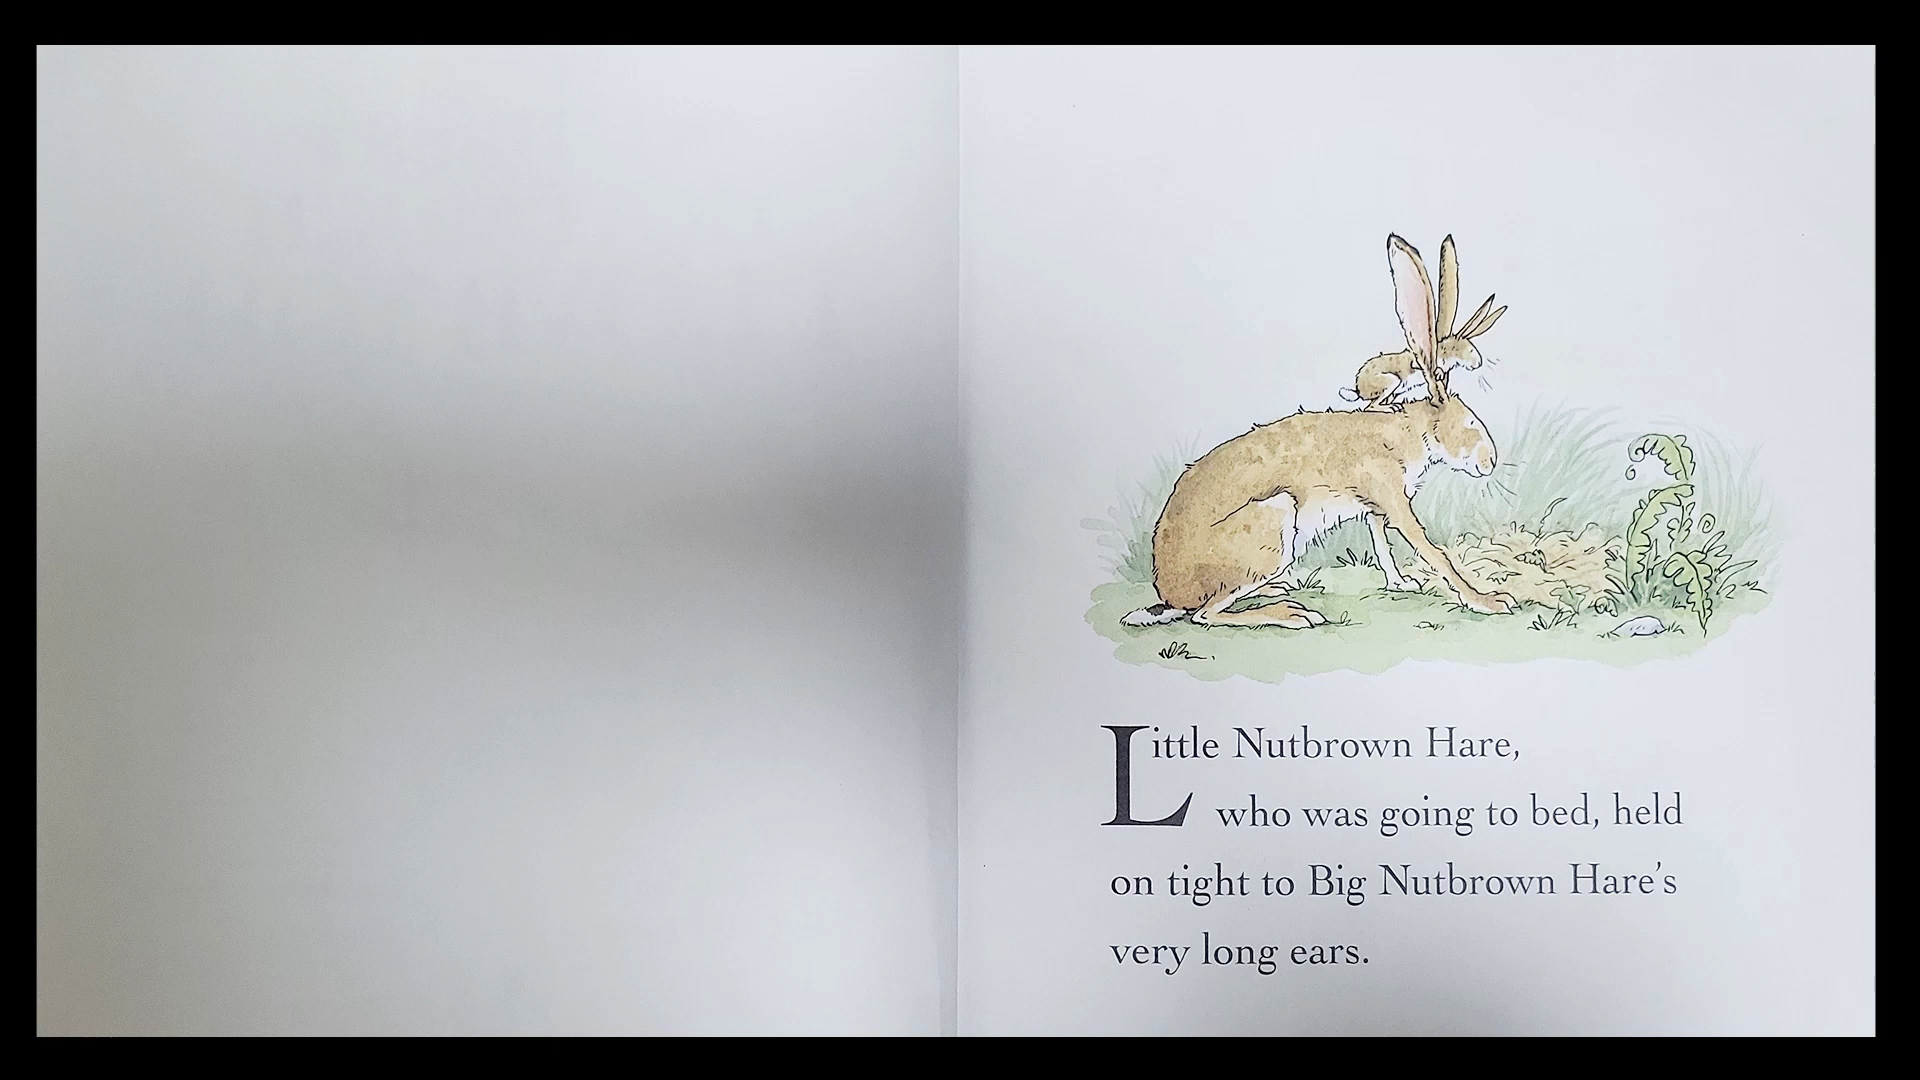 Little Nutbrown Hare,
who was going to bed, held
on tight to Big Nutbrown Hare’s
very long ears.